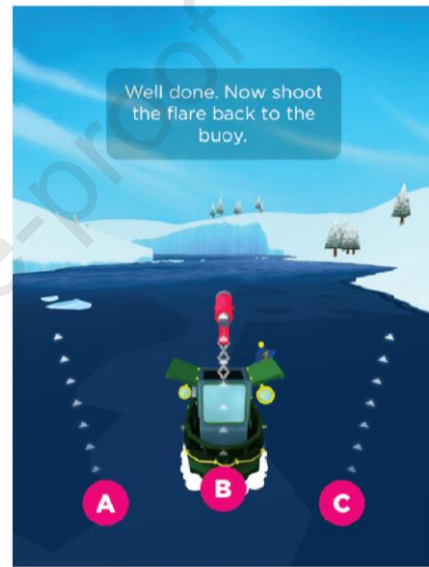 Well done. Now shoot
the flare back to the
buoy.
A
B
C